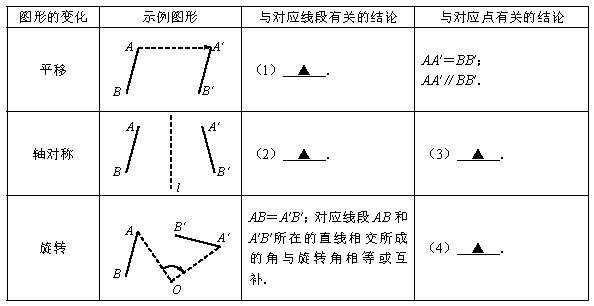 图形的变化 示例图形 与对应线段有关的结论 与对应点有关的结论
平移
A A′
B B′
(1) ▲ .
AA′=BB′;
AA′∥BB′.
轴对称
A A′
B B′
l
(2) ▲ .
(3) ▲ .
旋转
A B′ A′
B
O
AB=A′B′;对应线段AB和
A′B′所在的直线相交所成
的角与旋转角相等或互
补.
(4) ▲ .